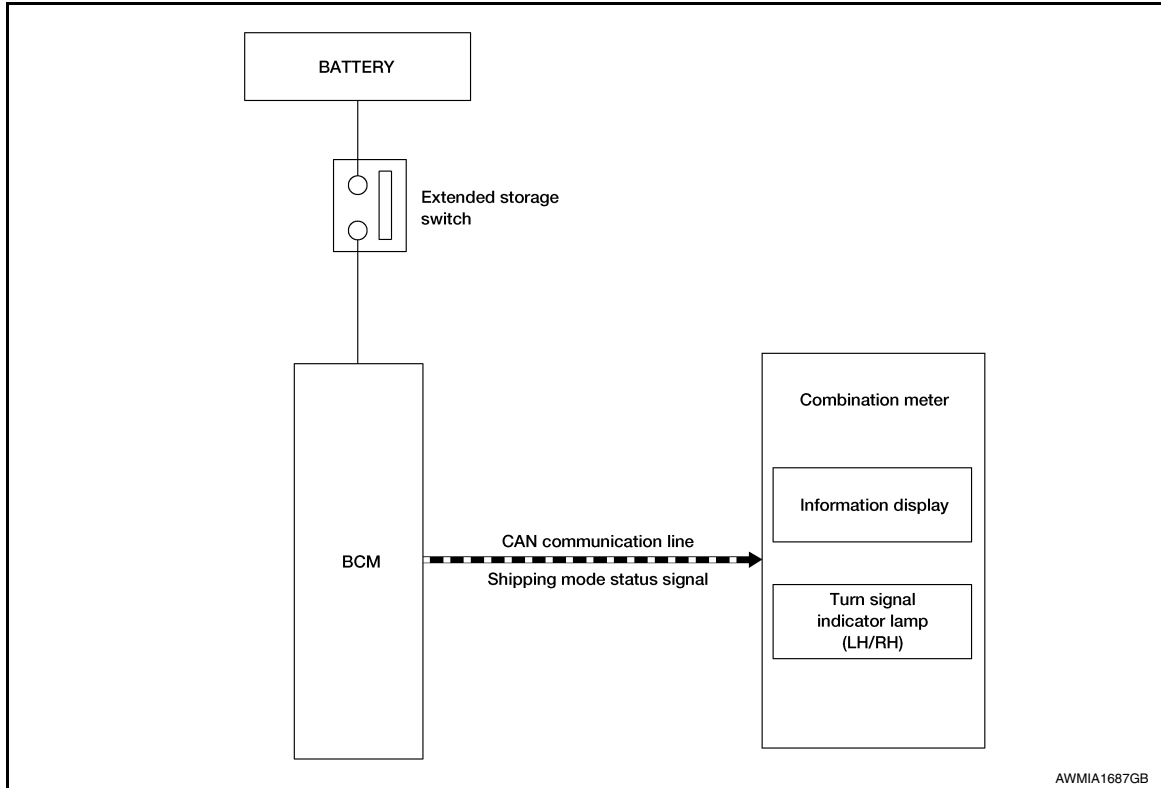 BATTERY
Extended storage
switch
Combination meter
Information display
CAN communication line
BCM
Shipping mode status signal
Turn signal
indicator lamp
(LH/RH)
AWMIA1687GB